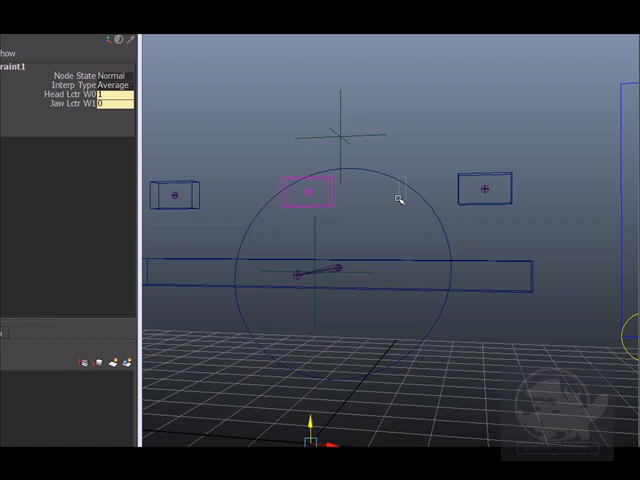 how
raint1
Node State Normal
Interp Type Average
Head Lctr W0 1
Jaw Lctr W1 0